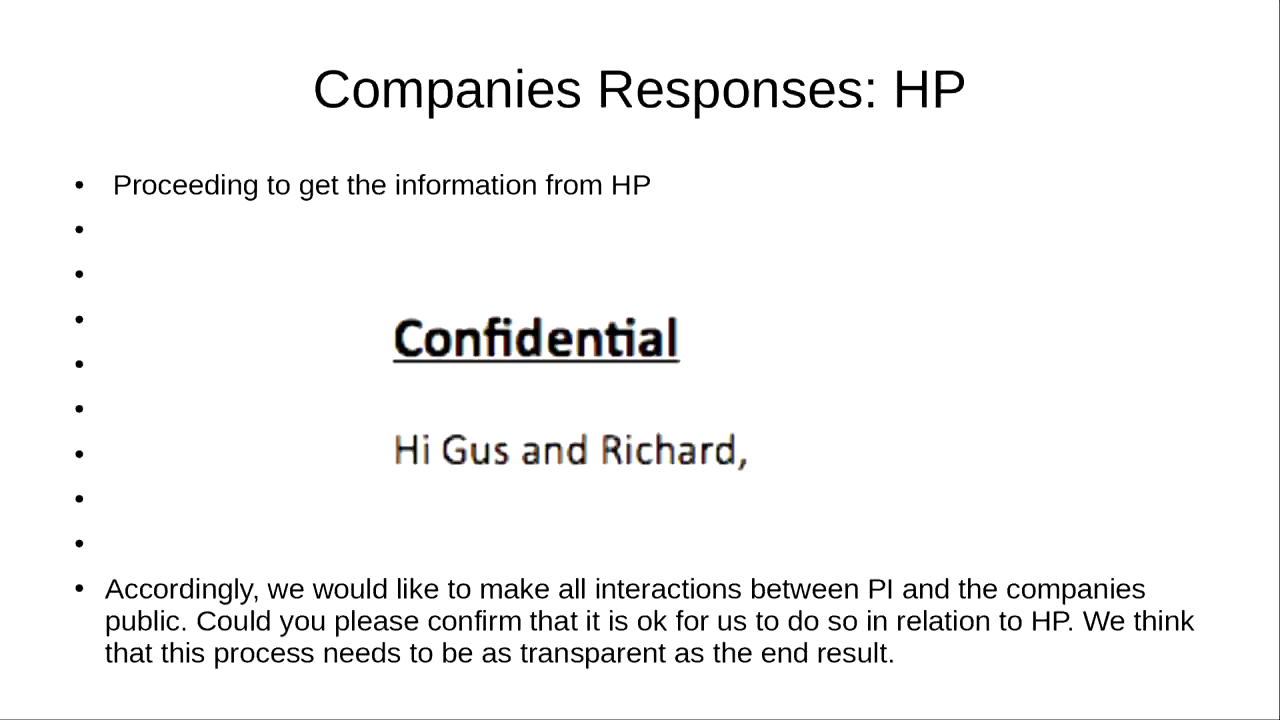 Companies Responses: HP
• Proceeding to get the information from HP
•
•
•
•
•
•
•
•
Confidential
Hi Gus and Richard,
• Accordingly, we would like to make all interactions between PI and the companies
public. Could you please confirm that it is ok for us to do so in relation to HP. We think
that this process needs to be as transparent as the end result.